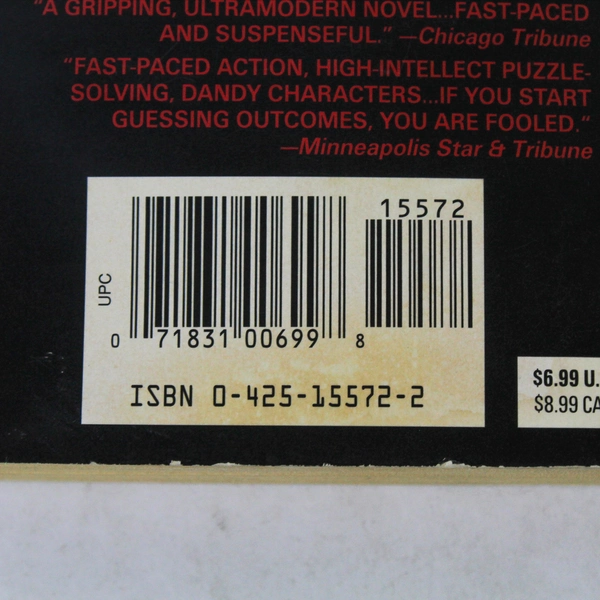 "A GRIPPING, ULTRAMODERN NOVEL...FAST-PACED
AND SUSPENSEFUL." —Chicago Tribune
"FAST-PACED ACTION, HIGH-INTELLECT PUZZLE-
SOLVING, DANDY CHARACTERS...IF YOU START
GUESSING OUTCOMES, YOU ARE FOOLED."
—Minneapolis Star & Tribune
15572
UPC
0 71831 00699 8
ISBN 0-425-15572-2
$6.99 U.
$8.99 CA